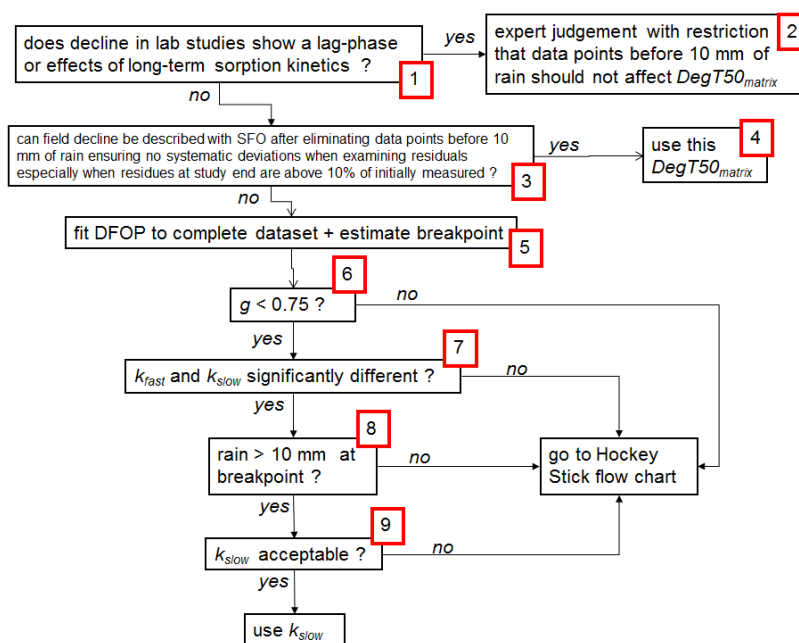 does decline in lab studies show a lag-phase
or effects of long-term sorption kinetics ?
1
yes
expert judgement with restriction
that data points before 10 mm of
rain should not affect DegT50matrix
2
no
can field decline be described with SFO after eliminating data points before 10
mm of rain ensuring no systematic deviations when examining residuals
especially when residues at study end are above 10% of initially measured ?
3
yes
use this
DegT50matrix
4
no
fit DFOP to complete dataset + estimate breakpoint
5
6
g < 0.75 ?
no
yes
7
kfast and kslow significantly different ?
no
yes
8
rain > 10 mm at
breakpoint ?
no
go to Hockey
Stick flow chart
yes
9
kslow acceptable ?
no
yes
use kslow